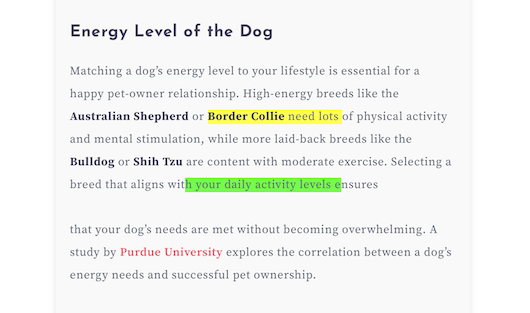 Energy Level of the Dog
Matching a dog's energy level to your lifestyle is essential for a
happy pet-owner relationship. High-energy breeds like the
Australian Shepherd or Border Collie need lots of physical activity
and mental stimulation, while more laid-back breeds like the
Bulldog or Shih Tzu are content with moderate exercise. Selecting a
breed that aligns with your daily activity levels ensures
that your dog's needs are met without becoming overwhelming. A
study by Purdue University explores the correlation between a dog's
energy needs and successful pet ownership.